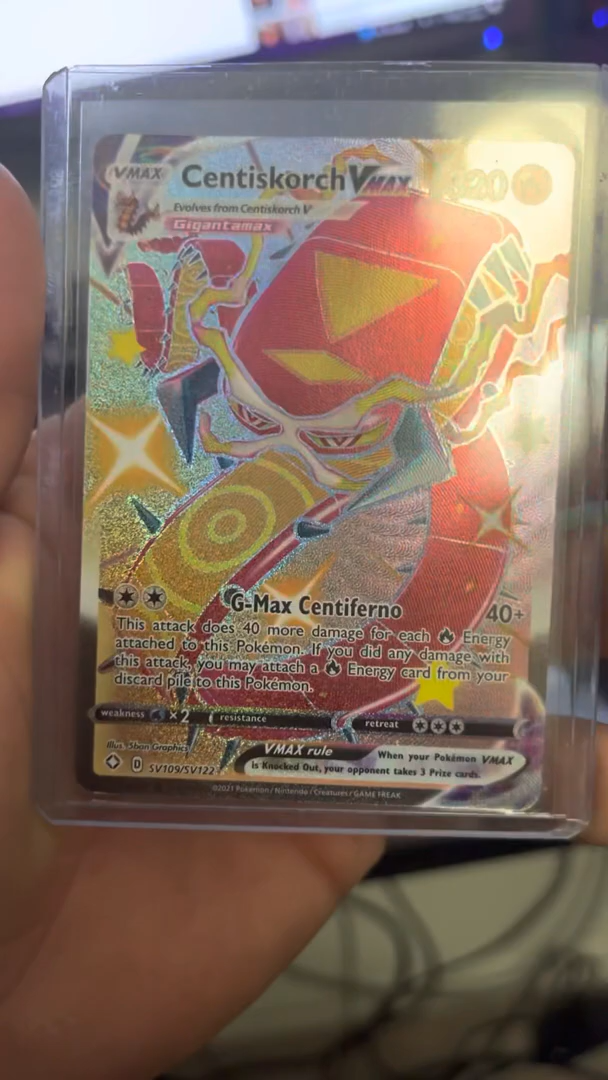 VMAX Centiskorch VMAX 320
Evolves from Centiskorch V
Gigantamax
G-Max Centiferno 40+
This attack does 40 more damage for each Energy
attached to this Pokémon. If you did any damage with
this attack, you may attach a Energy card from your
discard pile to this Pokémon.
weakness ×2 resistance retreat
Illus. 5ban Graphics
VMAX rule When your Pokémon VMAX
is Knocked Out, your opponent takes 3 Prize cards.
D SV109/SV122
©2021 Pokémon / Nintendo / Creatures / GAME FREAK